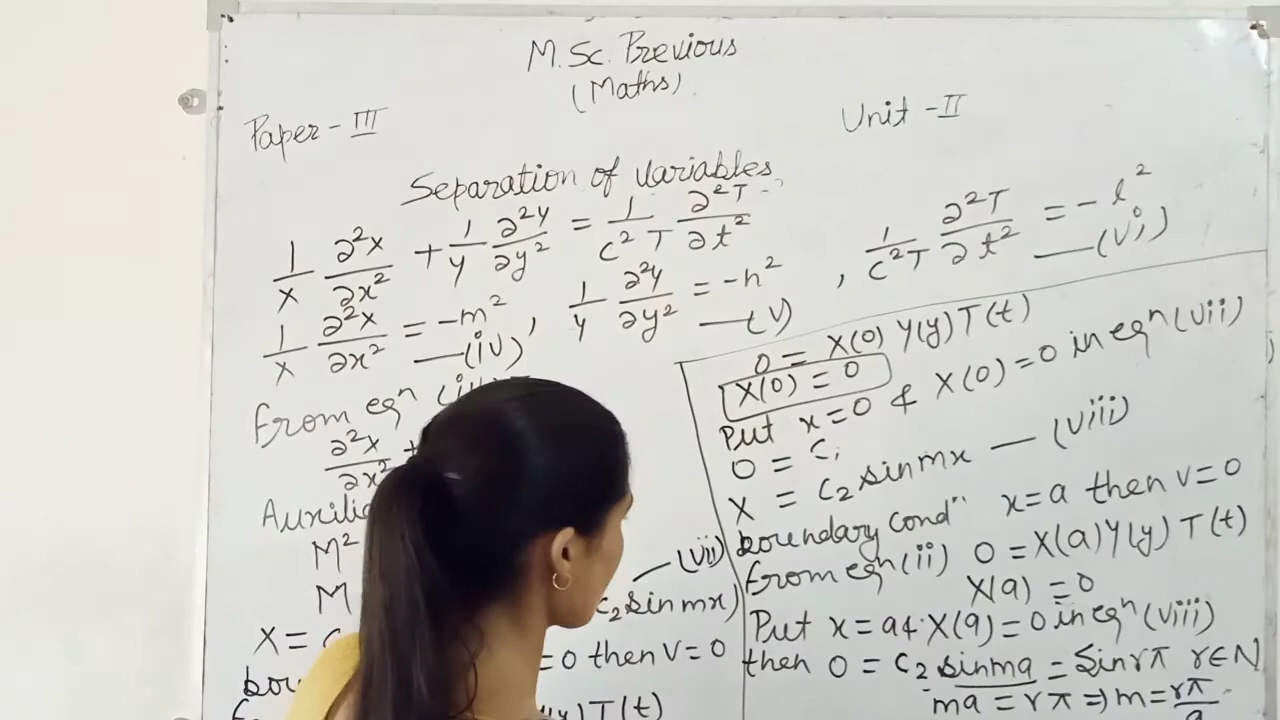 M.Sc. Previous
(Maths)
Paper - III
Unit - II
Separation of variables
1/X ∂²X/∂x² + 1/Y ∂²Y/∂y² = 1/C²T ∂²T/∂t²
1/X ∂²X/∂x² = -m² —(iv), 1/Y ∂²Y/∂y² = -n² —(v), 1/C²T ∂²T/∂t² = -l² —(vi)
From eqⁿ (iv)
∂²X/∂x² +
M²
M
—(vii)
X = c₂ sin mx)
=0 then V=0
T(t)
0 = X(0) Y(y) T(t)
X(0) = 0
Put x=0 & X(0)=0 in eqⁿ(vii)
0 = C₁
X = C₂ sin mx — (viii)
boundary condⁿ x=a then V=0
from eqⁿ(ii) 0 = X(a)Y(y) T(t)
X(a) = 0
Put x=a & X(a)=0 in eqⁿ(viii)
then 0 = C₂ sin ma = Sin rπ r∈N
ma = rπ ⇒ m = rπ/a